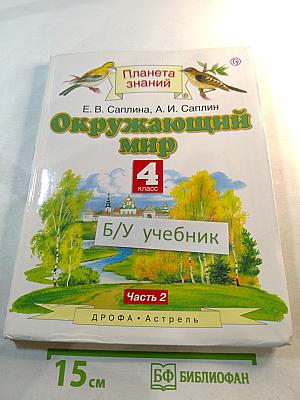 Планета
знаний
Е. В. Саплина, А. И. Саплин
Окружающий
мир
4
класс
Б/У учебник
Часть 2
ДРОФА • Астрель
15 см
БФ БИБЛИОФАН